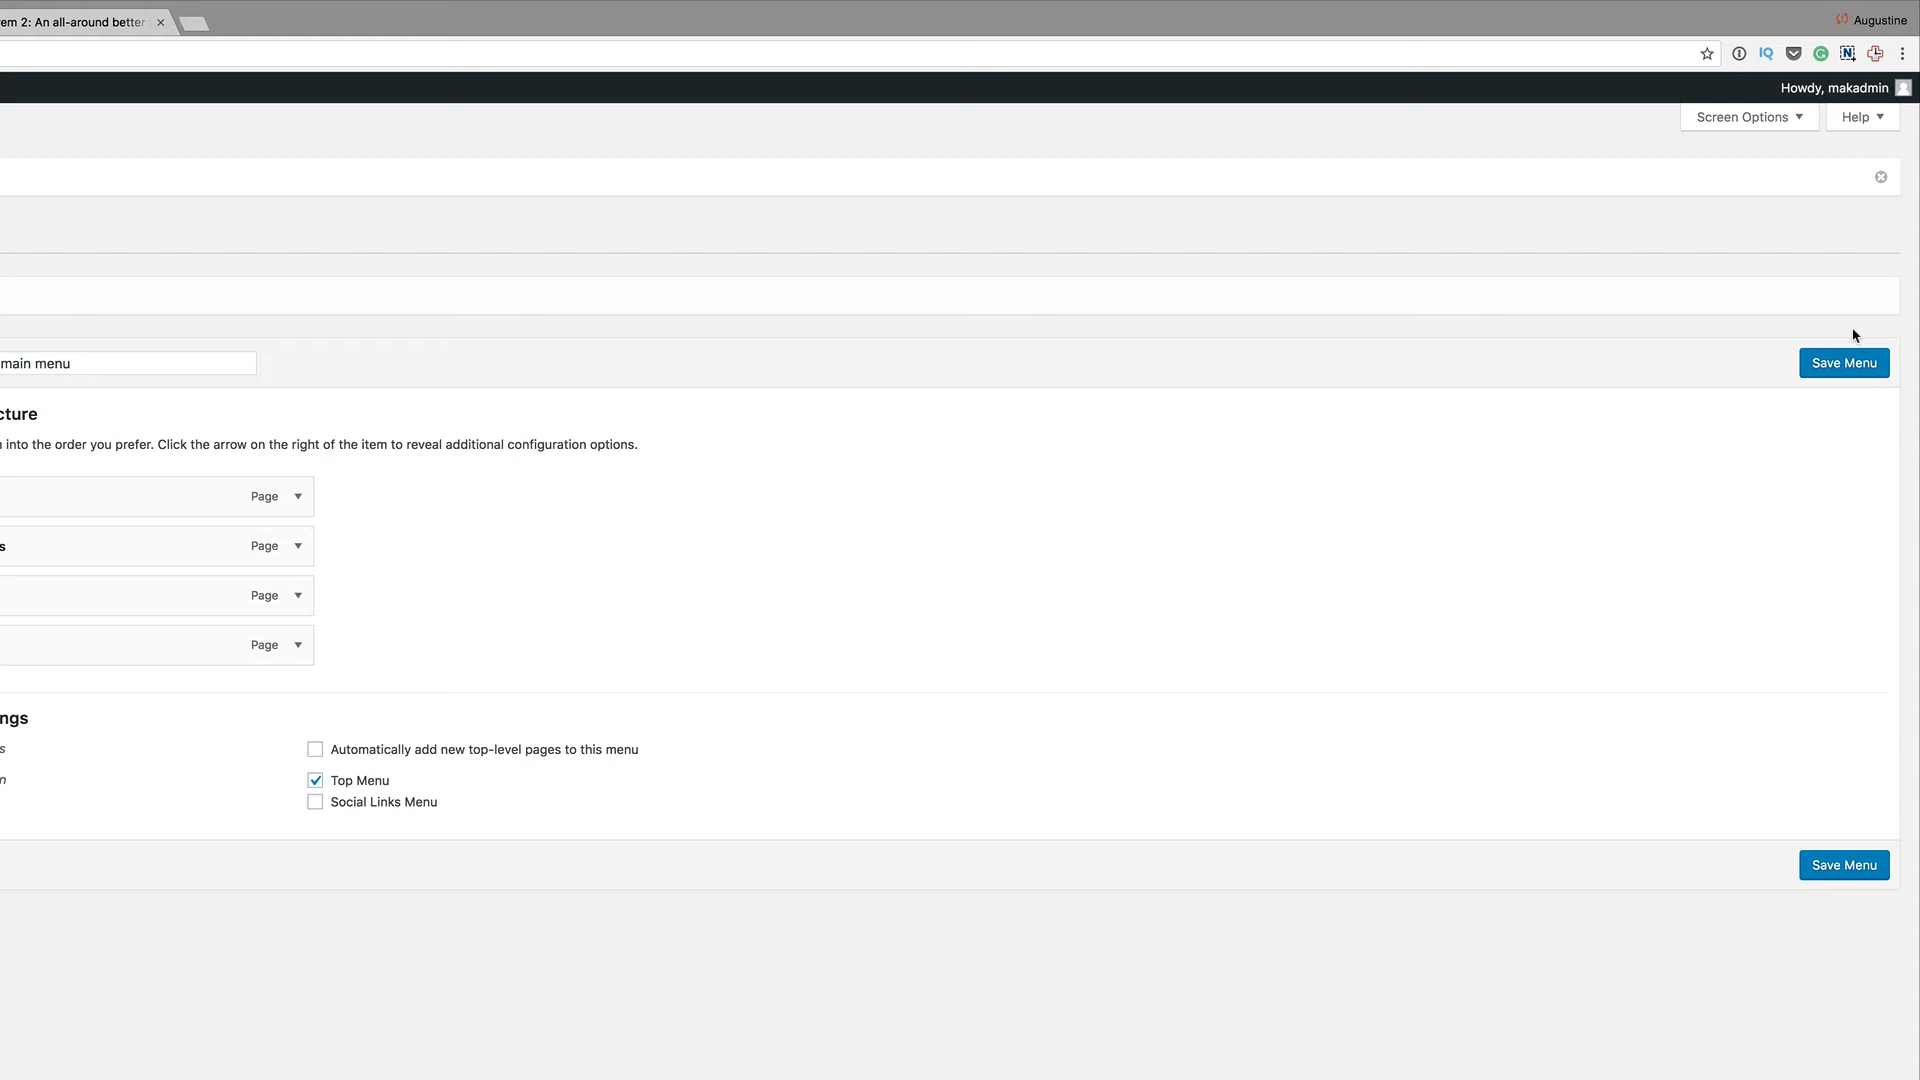 em 2: An all-around better
Augustine
IQ
N
Howdy, makadmin
Screen Options
Help
main menu
Save Menu
cture
into the order you prefer. Click the arrow on the right of the item to reveal additional configuration options.
Page
s
Page
Page
Page
ngs
s
Automatically add new top-level pages to this menu
n
Top Menu
Social Links Menu
Save Menu